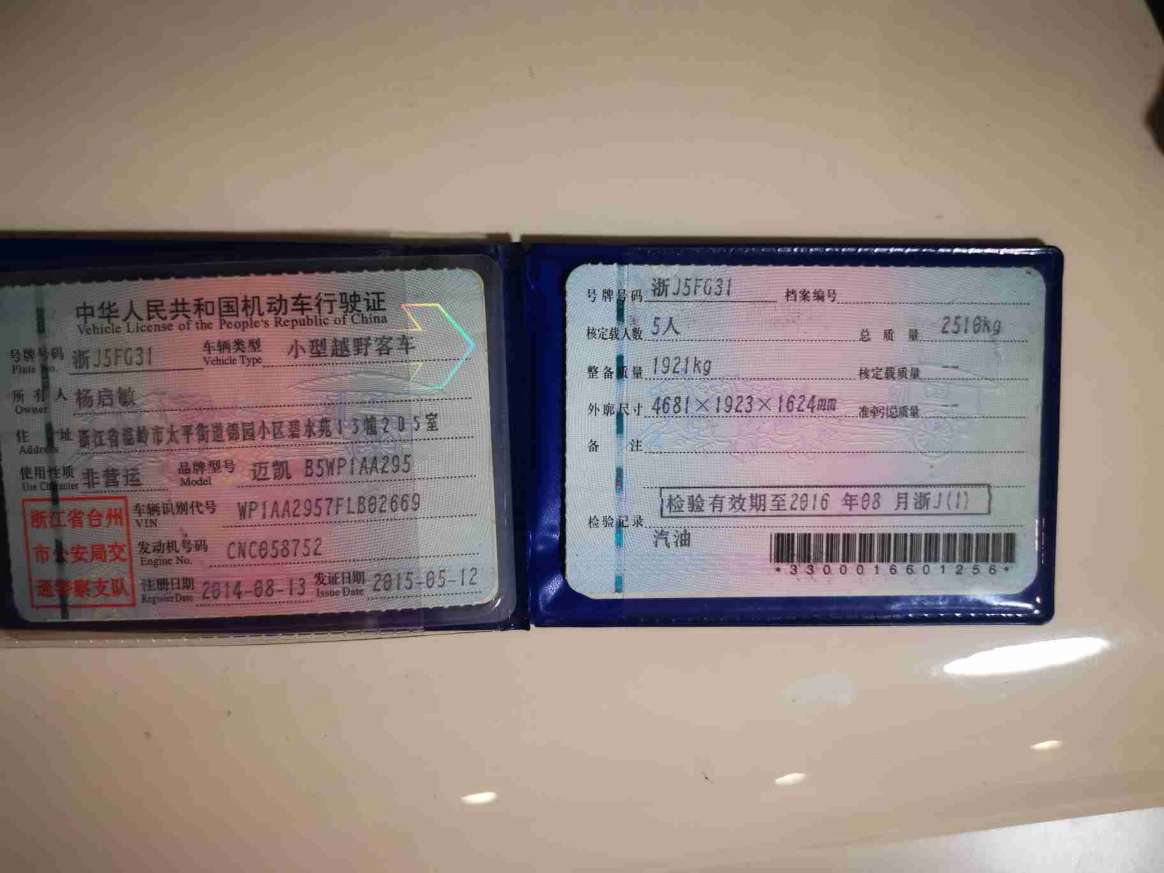 中华人民共和国机动车行驶证
Vehicle License of the People's Republic of China
号牌号码 浙J5FG31 车辆类型 小型越野客车
Plate No. Vehicle Type
所有人 杨启敏
Owner
住址 浙江省温岭市太平街道锦园小区碧水苑13幢205室
Address
使用性质 非营运 品牌型号 迈凯 B5WP1AA295
Use Character Model
浙江省台州
市公安局交
通警察支队
车辆识别代号 WP1AA2957FLB02669
VIN
发动机号码 CNC058752
Engine No.
注册日期 2014-08-13 发证日期 2015-05-12
Register Date Issue Date
号牌号码 浙J5FG31 档案编号
核定载人数 5人 总质量 2510kg
整备质量 1921kg 核定载质量 --
外廓尺寸 4681×1923×1624mm 准牵引总质量 --
备注
检验有效期至2016 年08 月浙J(1)
检验记录
汽油
*3300016601256*